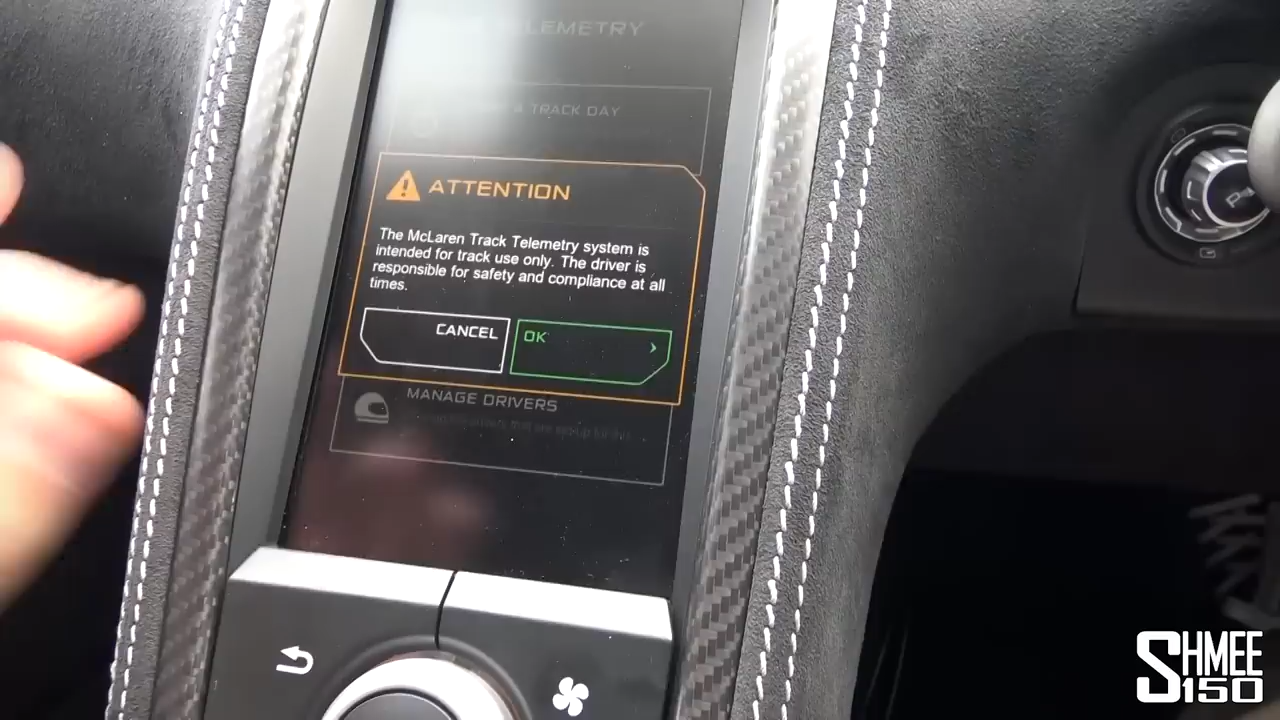 TELEMETRY
A TRACK DAY
ATTENTION
The McLaren Track Telemetry system is
intended for track use only. The driver is
responsible for safety and compliance at all
times.
CANCEL
OK
MANAGE DRIVERS
SHMEE
150